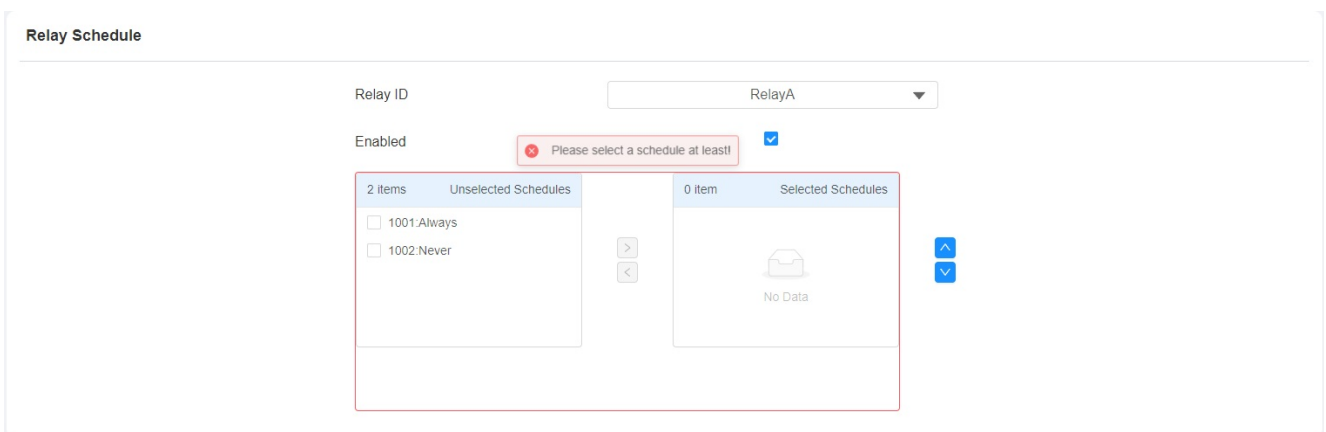 Relay Schedule
Relay ID
RelayA
Enabled
Please select a schedule at least!
2 items Unselected Schedules
0 item Selected Schedules
1001:Always
1002:Never
No Data